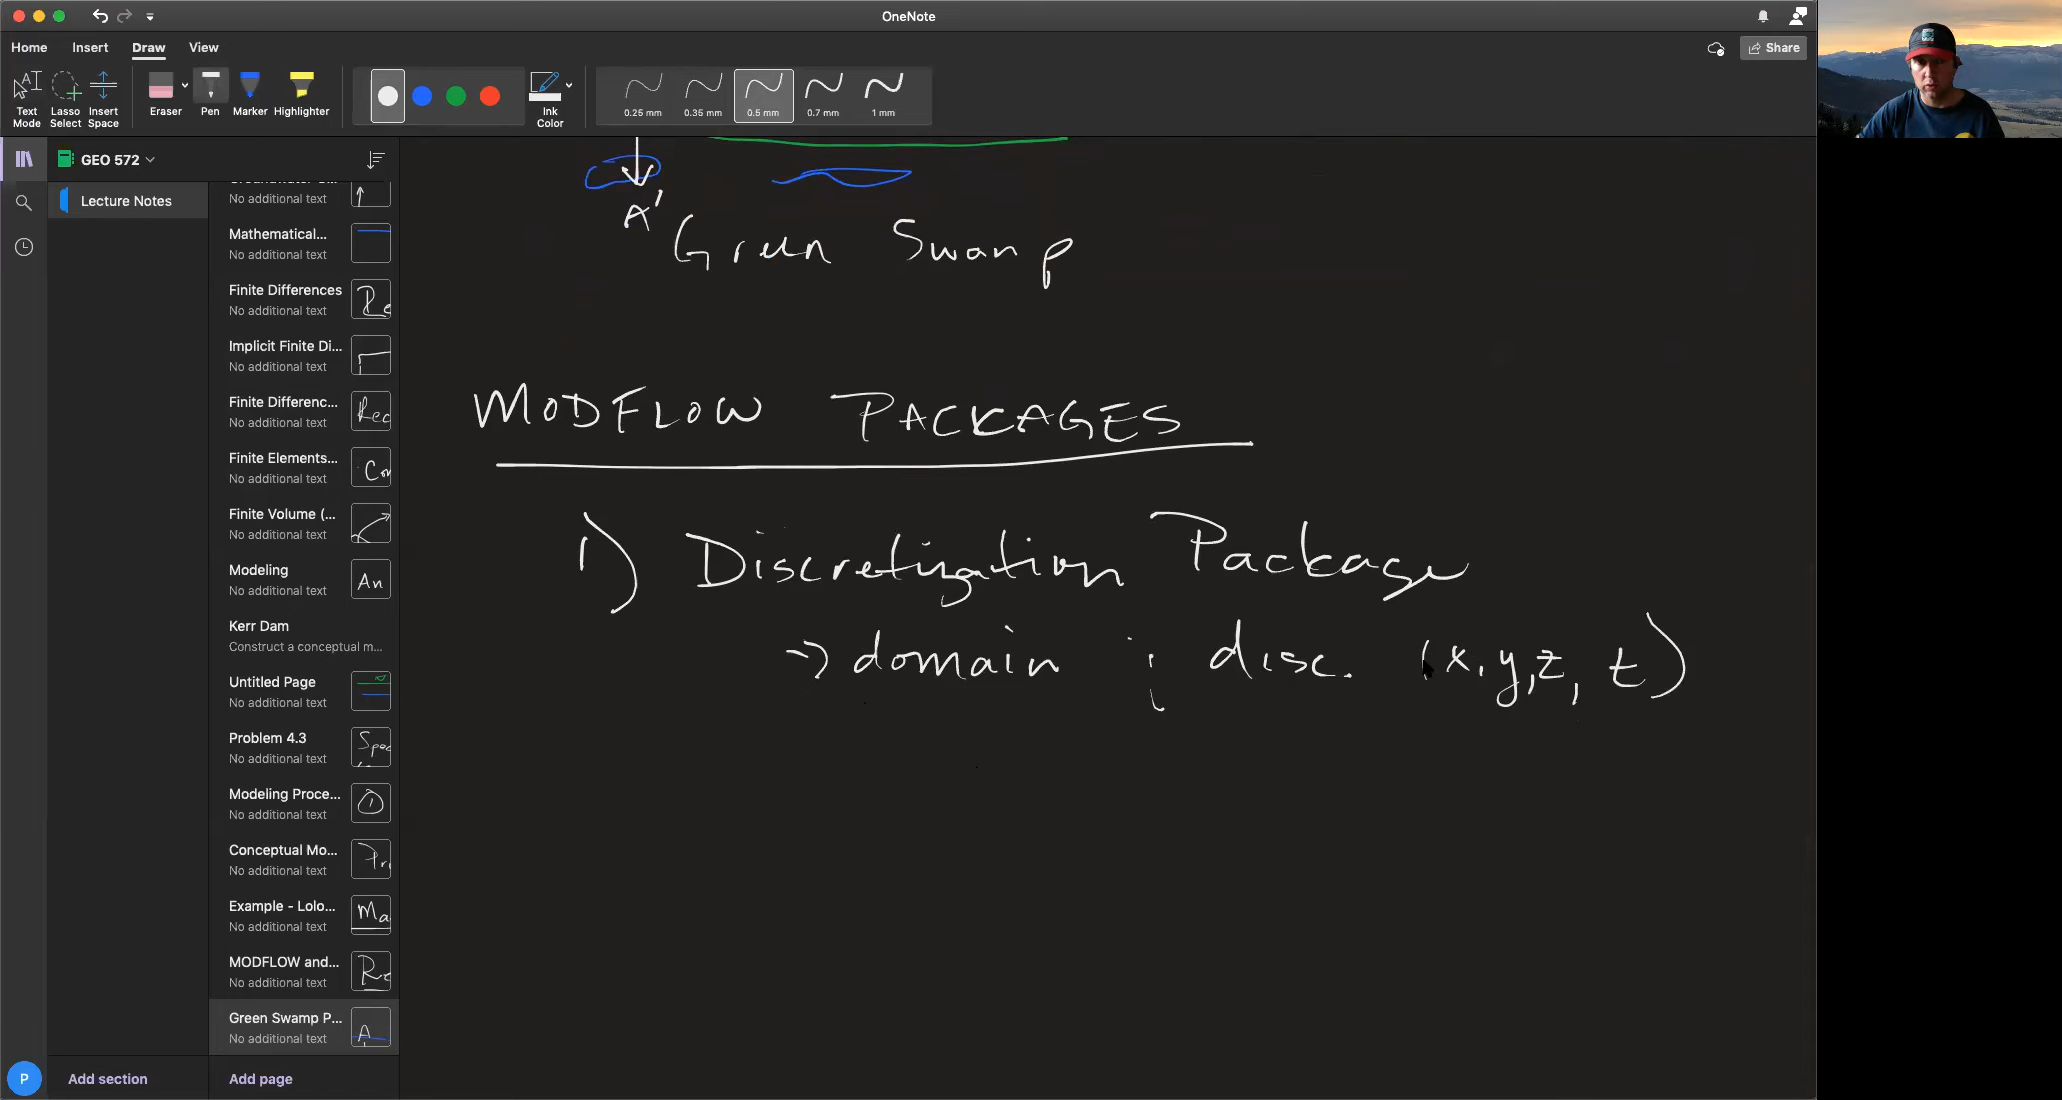 OneNote
Home Insert Draw View
Share
Text Mode
Lasso Select
Insert Space
Eraser
Pen
Marker
Highlighter
Ink Color
0.25 mm
0.35 mm
0.5 mm
0.7 mm
1 mm
GEO 572
Lecture Notes
No additional text
Mathematical...
No additional text
Finite Differences
No additional text
Implicit Finite Di...
No additional text
Finite Differenc...
No additional text
Finite Elements...
No additional text
Finite Volume (...
No additional text
Modeling
No additional text
Kerr Dam
Construct a conceptual m...
Untitled Page
No additional text
Problem 4.3
No additional text
Modeling Proce...
No additional text
Conceptual Mo...
No additional text
Example - Lolo...
No additional text
MODFLOW and...
No additional text
Green Swamp P...
No additional text
P
Add section
Add page
A'
Green Swamp
MODFLOW PACKAGES
1) Discretization Package
→ domain ; disc. (x, y, z, t)